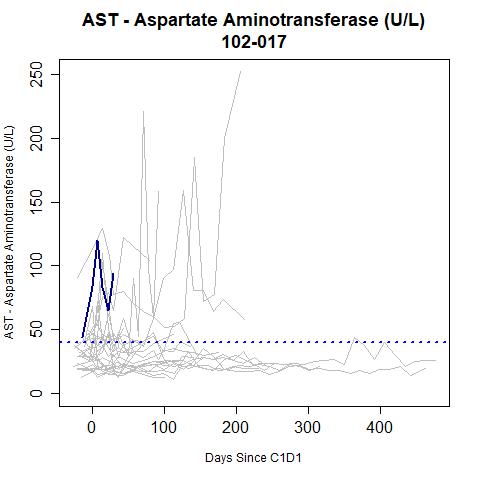 AST - Aspartate Aminotransferase (U/L)
102-017
AST - Aspartate Aminotransferase (U/L)
250
200
150
100
50
0
0 100 200 300 400
Days Since C1D1